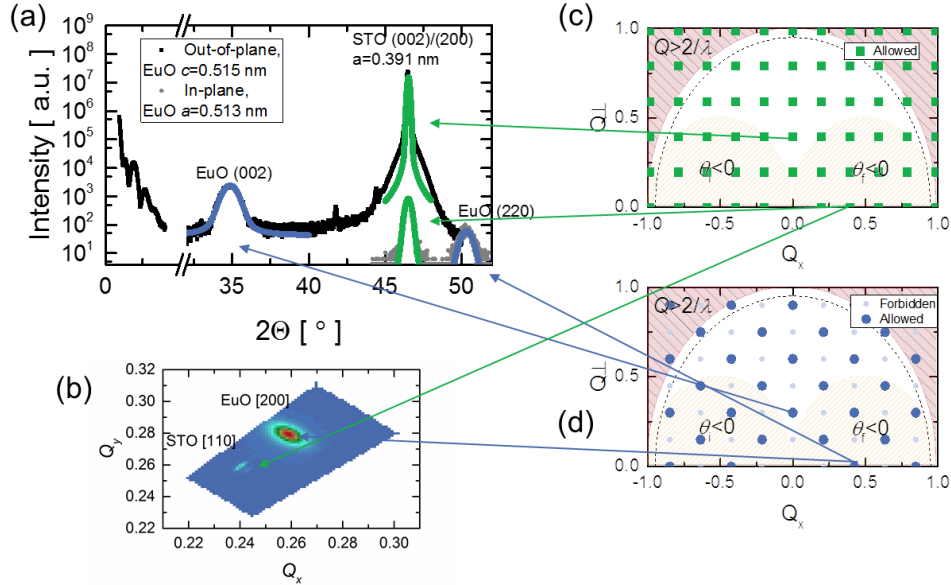 (a)
10⁹
10⁸
10⁷
10⁶
10⁵
10⁴
10³
10²
10¹
Intensity [ a.u. ]
Out-of-plane,
EuO c=0.515 nm
In-plane,
EuO a=0.513 nm
STO (002)/(200)
a=0.391 nm
EuO (002)
EuO (220)
0 35 40 45 50
2Θ [ ° ]
(b)
0.32
0.30
0.28
0.26
0.24
0.22
Q_y
EuO [200]
STO [110]
0.22 0.24 0.26 0.28 0.30
Q_x
(c)
1.0
0.5
0.0
Q⊥
Q>2/λ
Allowed
θ<0
θ_f<0
-1.0 -0.5 0.0 0.5 1.0
Q_x
1.0
0.5
0.0
Q⊥
Q>2/λ
Forbidden
Allowed
θ_i<0
θ_f<0
(d)
-1.0 -0.5 0.0 0.5 1.0
Q_x